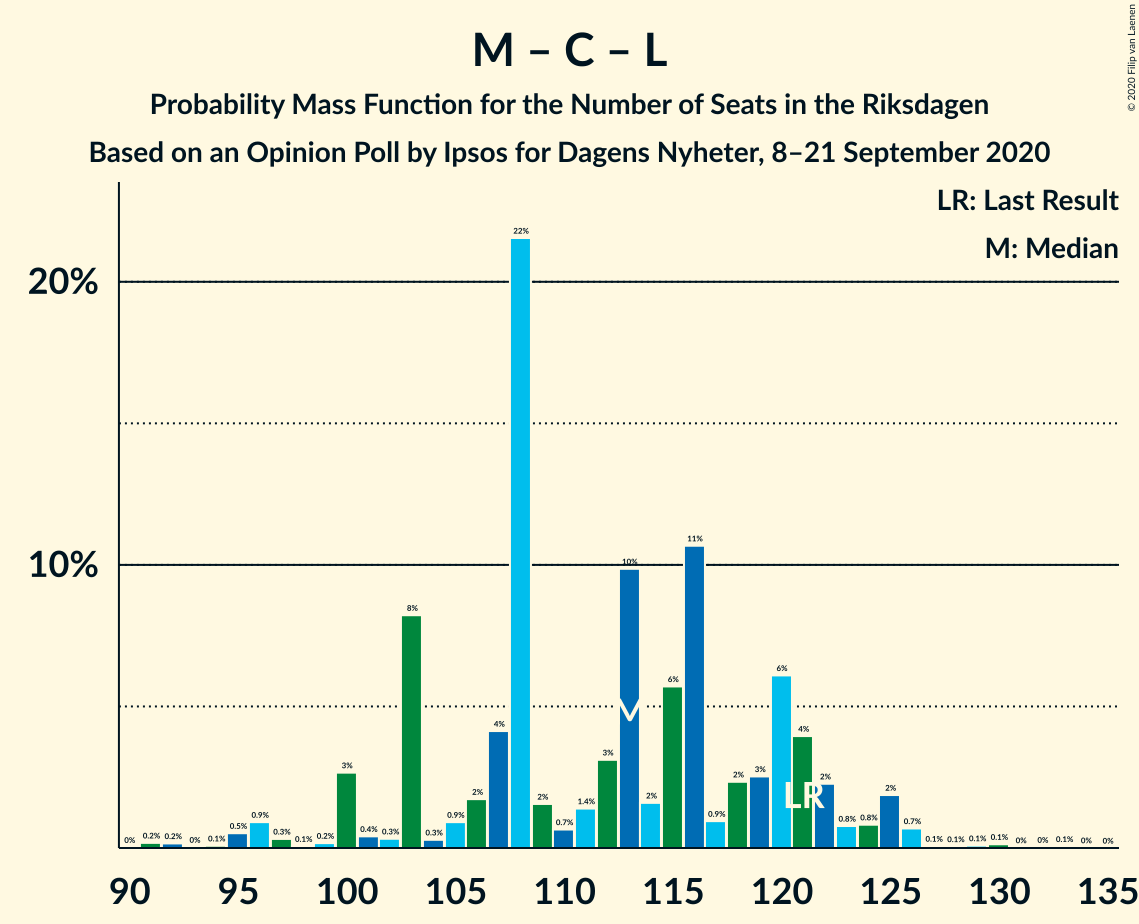 M – C – L
Probability Mass Function for the Number of Seats in the Riksdagen
Based on an Opinion Poll by Ipsos for Dagens Nyheter, 8–21 September 2020
© 2020 Filip van Laenen
LR: Last Result
M: Median
20%
10%
0% 0.2% 0.2% 0% 0.1% 0.5% 0.9% 0.3% 0.1% 0.2% 3% 0.4% 0.3% 8% 0.3% 0.9% 2% 4% 22% 2% 0.7% 1.4% 3% 10% 2% 6% 11% 0.9% 2% 3% 6% 4% 2% 0.8% 0.8% 2% 0.7% 0.1% 0.1% 0.1% 0.1% 0% 0% 0.1% 0% 0%
M
LR
90 95 100 105 110 115 120 125 130 135